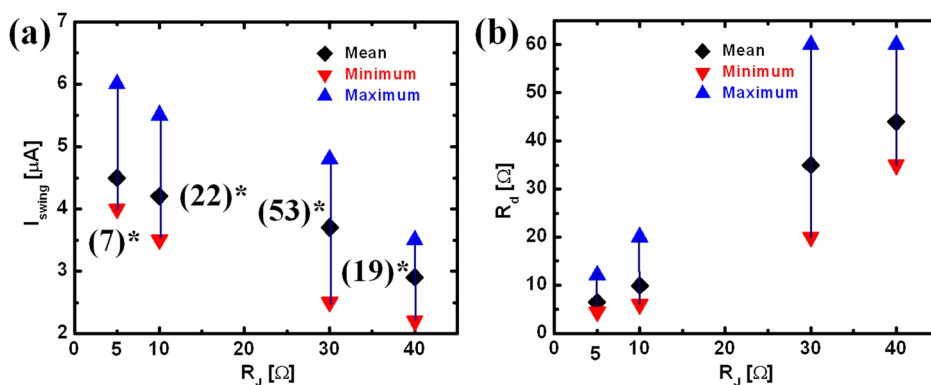 (a)
7
6
5
4
3
2
I_swing [μA]
Mean
Minimum
Maximum
(7)*
(22)*
(53)*
(19)*
0 5 10 20 30 40
R_J [Ω]
(b)
60
50
40
30
20
10
0
R_d [Ω]
Mean
Minimum
Maximum
0 5 10 20 30 40
R_J [Ω]